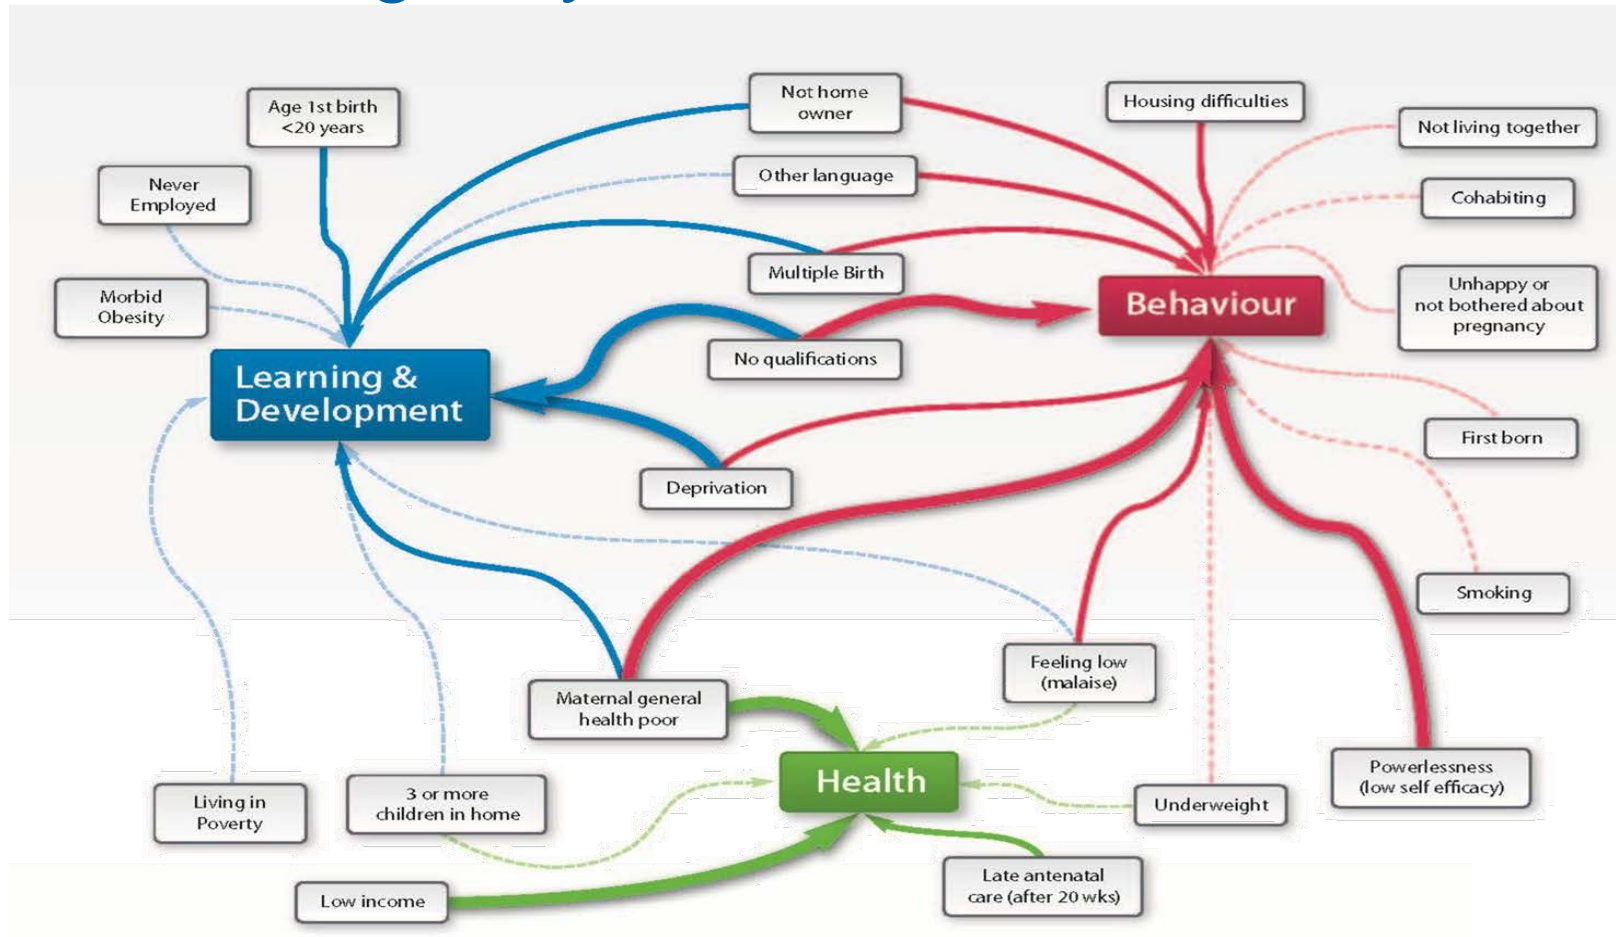 Age 1st birth
<20 years
Not home
owner
Housing difficulties
Not living together
Never
Employed
Other language
Cohabiting
Morbid
Obesity
Multiple Birth
Behaviour
Unhappy or
not bothered about
pregnancy
No qualifications
Learning &
Development
First born
Deprivation
Smoking
Feeling low
(malaise)
Maternal general
health poor
Health
Powerlessness
(low self efficacy)
Living in
Poverty
3 or more
children in home
Underweight
Late antenatal
care (after 20 wks)
Low income